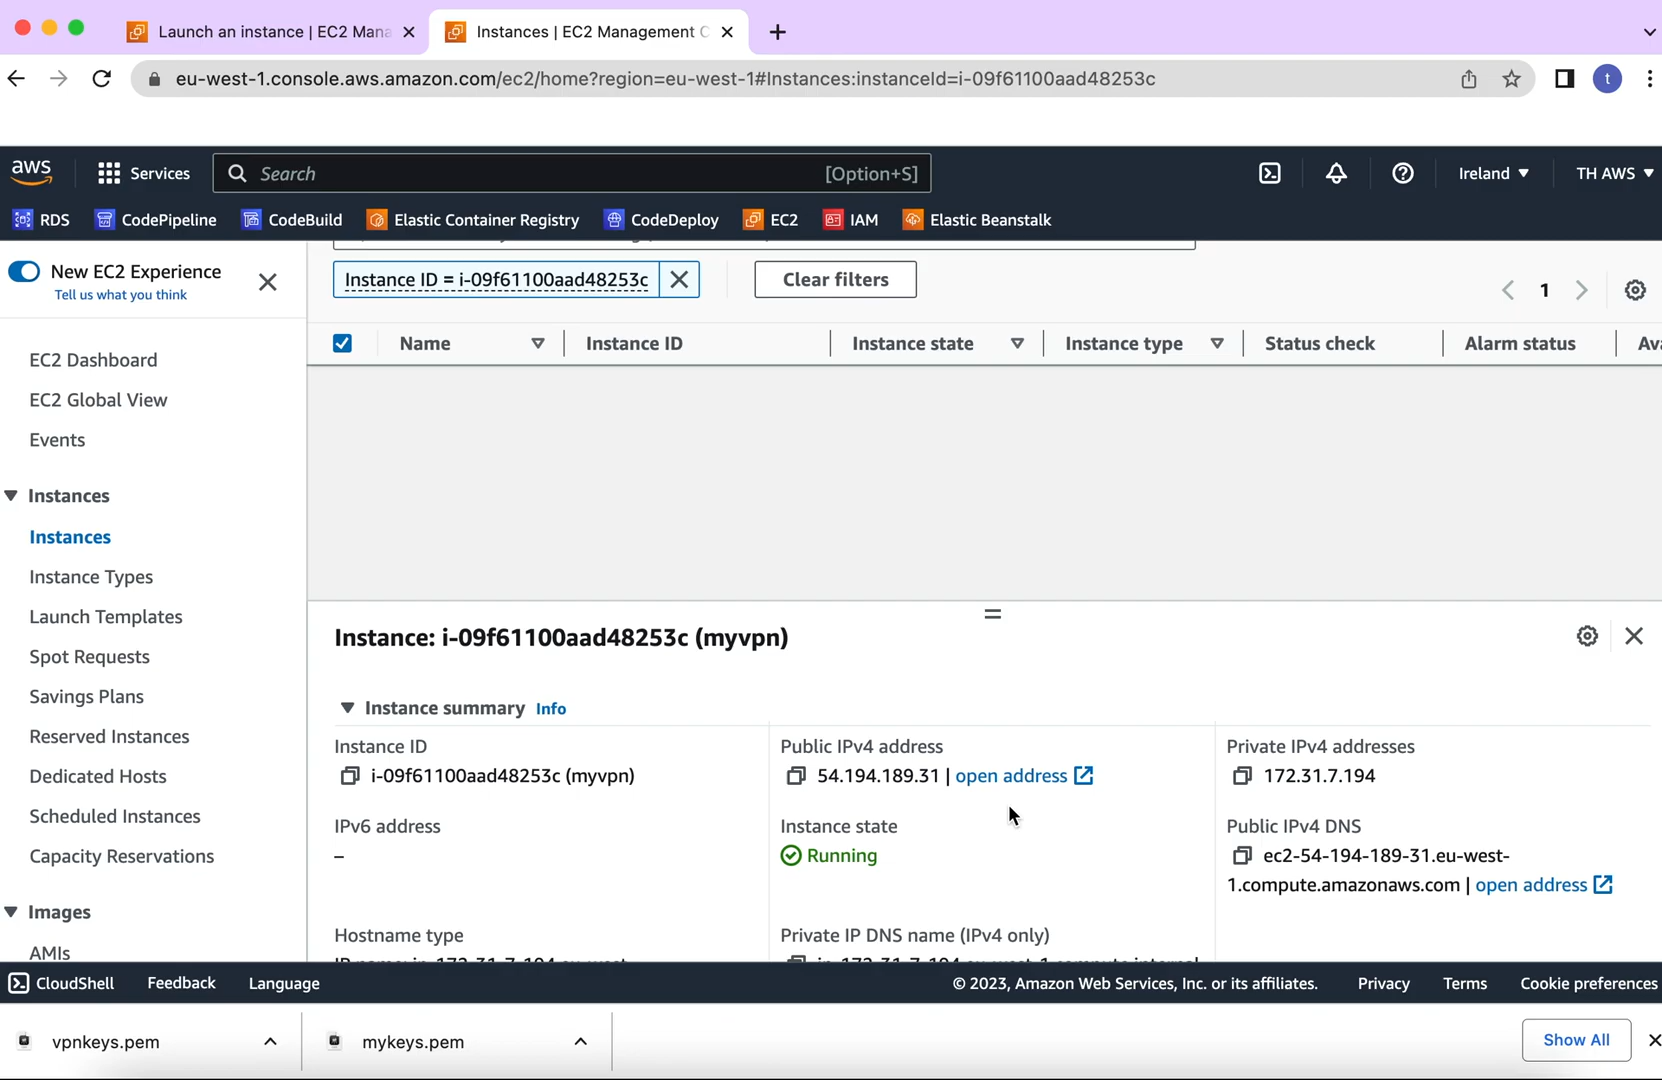 Launch an instance | EC2 Mana
Instances | EC2 Management C
eu-west-1.console.aws.amazon.com/ec2/home?region=eu-west-1#Instances:instanceId=i-09f61100aad48253c
t
aws
Services
Search
[Option+S]
Ireland
TH AWS
RDS
CodePipeline
CodeBuild
Elastic Container Registry
CodeDeploy
EC2
IAM
Elastic Beanstalk
New EC2 Experience
Tell us what you think
Instance ID = i-09f61100aad48253c
Clear filters
1
Name
Instance ID
Instance state
Instance type
Status check
Alarm status
Ava
EC2 Dashboard
EC2 Global View
Events
Instances
Instances
Instance Types
Launch Templates
Spot Requests
Savings Plans
Reserved Instances
Dedicated Hosts
Scheduled Instances
Capacity Reservations
Images
AMIs
Instance: i-09f61100aad48253c (myvpn)
Instance summary Info
Instance ID
i-09f61100aad48253c (myvpn)
Public IPv4 address
54.194.189.31 | open address
Private IPv4 addresses
172.31.7.194
IPv6 address
–
Instance state
Running
Public IPv4 DNS
ec2-54-194-189-31.eu-west-
1.compute.amazonaws.com | open address
Hostname type
Private IP DNS name (IPv4 only)
CloudShell
Feedback
Language
© 2023, Amazon Web Services, Inc. or its affiliates.
Privacy
Terms
Cookie preferences
vpnkeys.pem
mykeys.pem
Show All